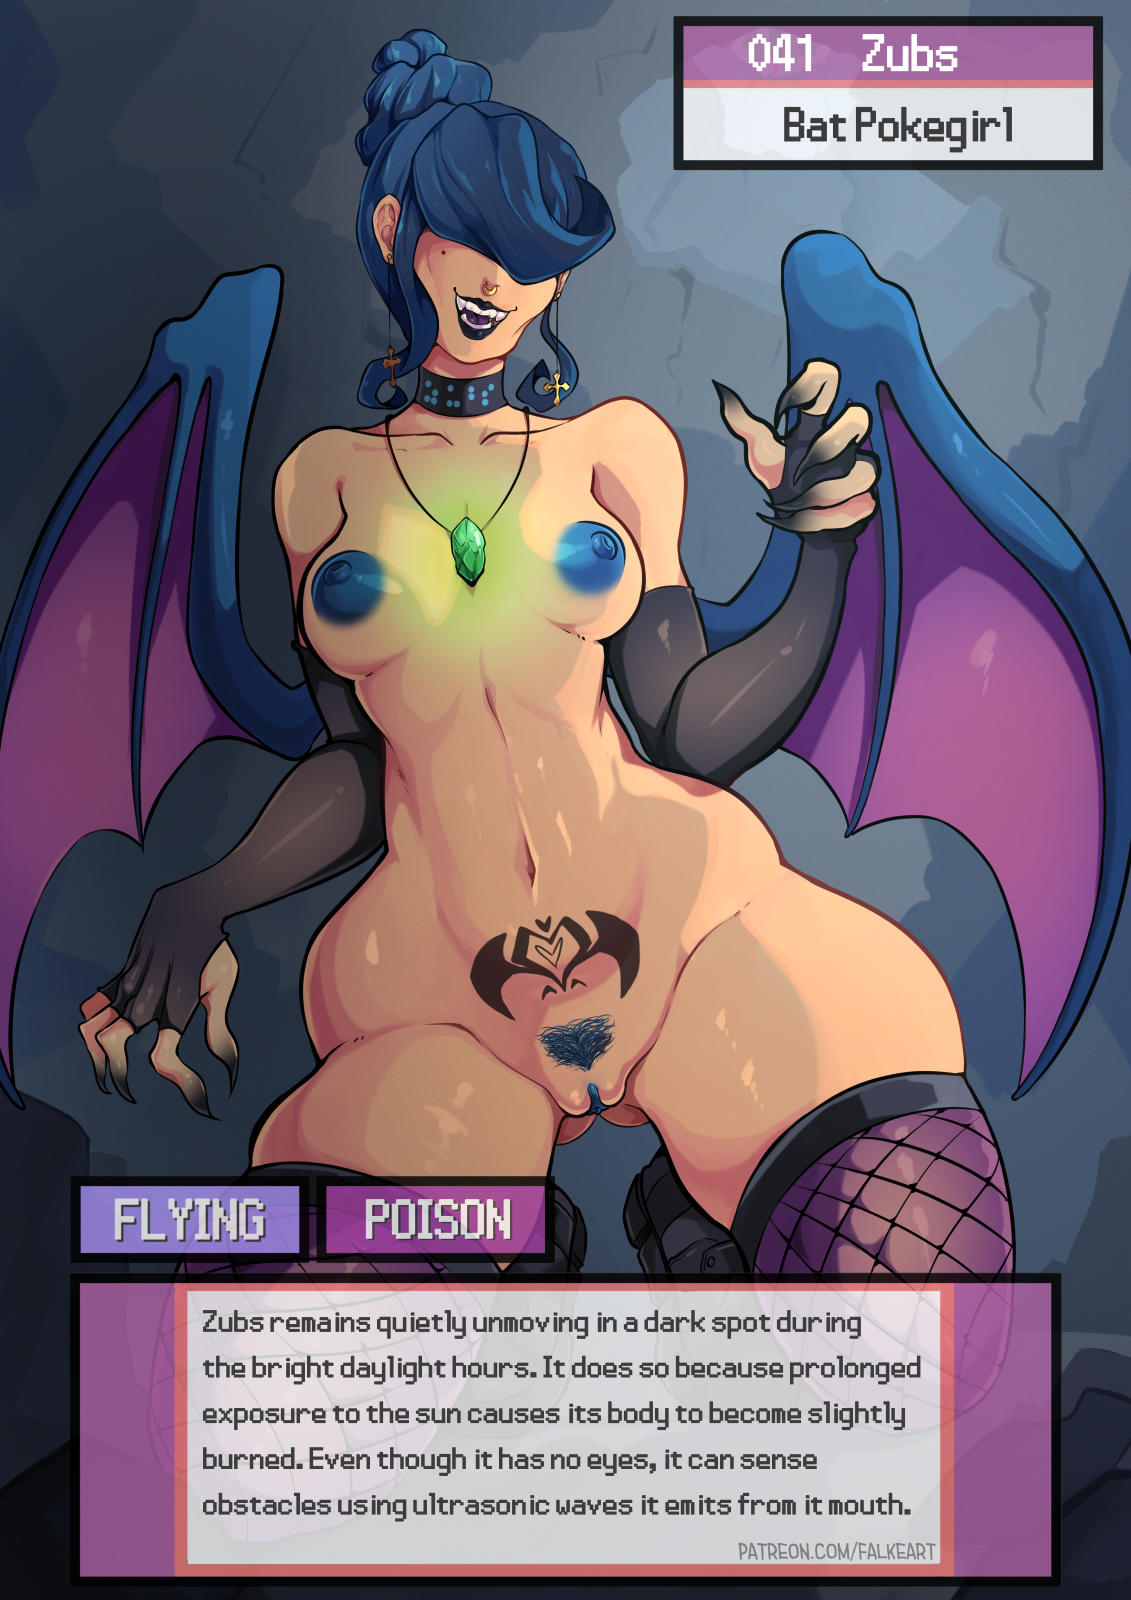 041 Zubs
Bat Pokegirl
FLYING POISON
Zubs remains quietly unmoving in a dark spot during
the bright daylight hours. It does so because prolonged
exposure to the sun causes its body to become slightly
burned. Even though it has no eyes, it can sense
obstacles using ultrasonic waves it emits from it mouth.
PATREON.COM/FALKEART